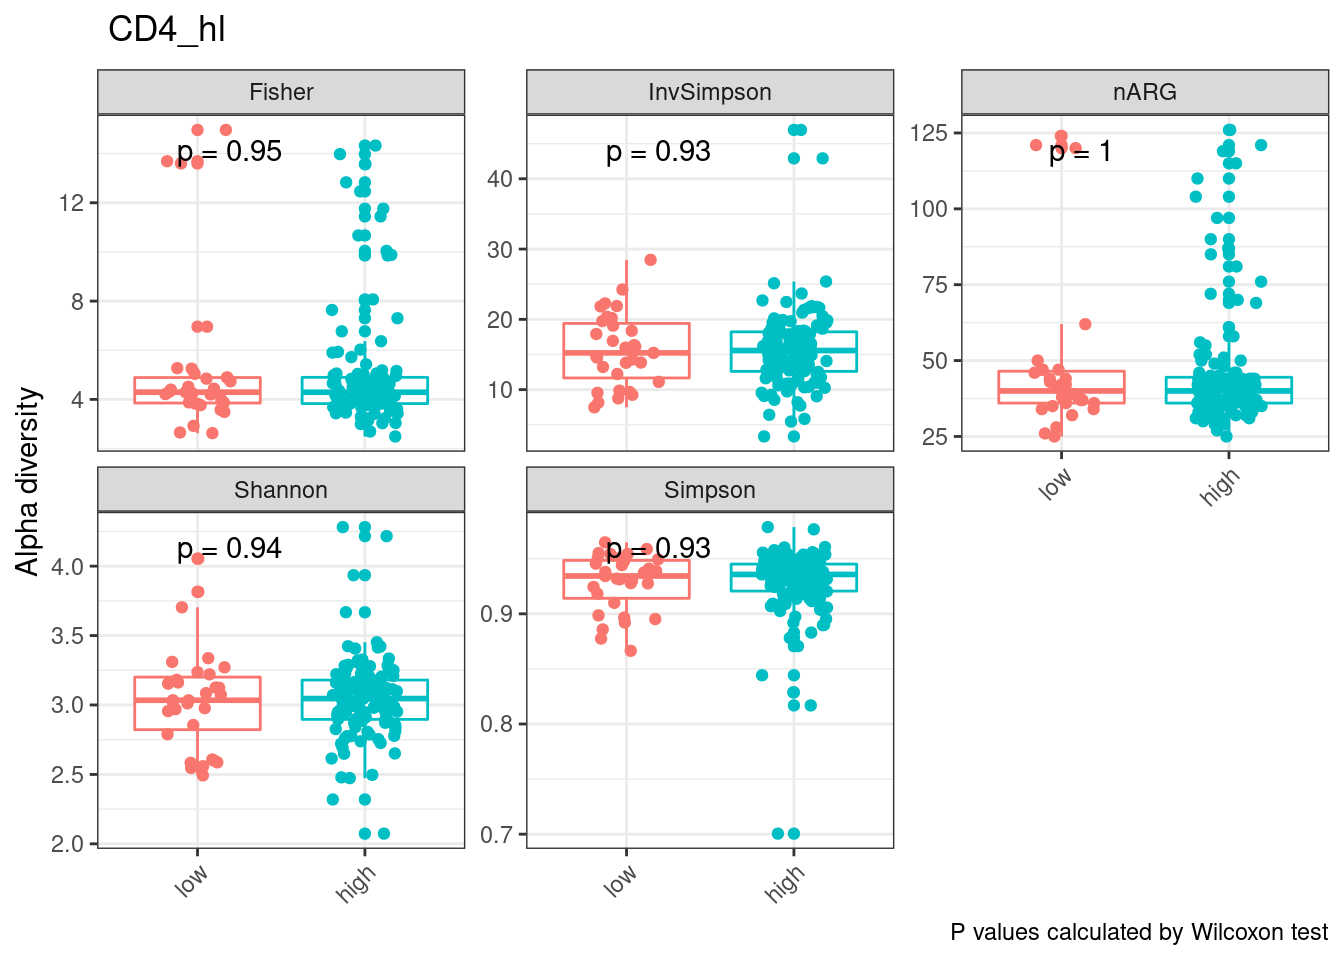 CD4_hl
Fisher
InvSimpson
nARG
p = 0.95
p = 0.93
p = 1
12
8
4
40
30
20
10
125
100
75
50
25
low
high
Alpha diversity
Shannon
Simpson
p = 0.94
p = 0.93
4.0
3.5
3.0
2.5
2.0
0.9
0.8
0.7
low
high
low
high
P values calculated by Wilcoxon test